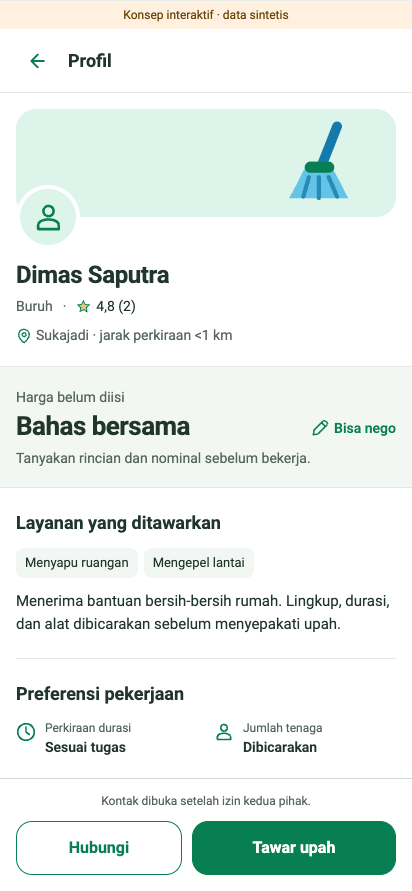 Konsep interaktif · data sintetis
Profil
Dimas Saputra
Buruh · 4,8 (2)
Sukajadi · jarak perkiraan <1 km
Harga belum diisi
Bahas bersama
Bisa nego
Tanyakan rincian dan nominal sebelum bekerja.
Layanan yang ditawarkan
Menyapu ruangan Mengepel lantai
Menerima bantuan bersih-bersih rumah. Lingkup, durasi,
dan alat dibicarakan sebelum menyepakati upah.
Preferensi pekerjaan
Perkiraan durasi
Sesuai tugas
Jumlah tenaga
Dibicarakan
Kontak dibuka setelah izin kedua pihak.
Hubungi
Tawar upah